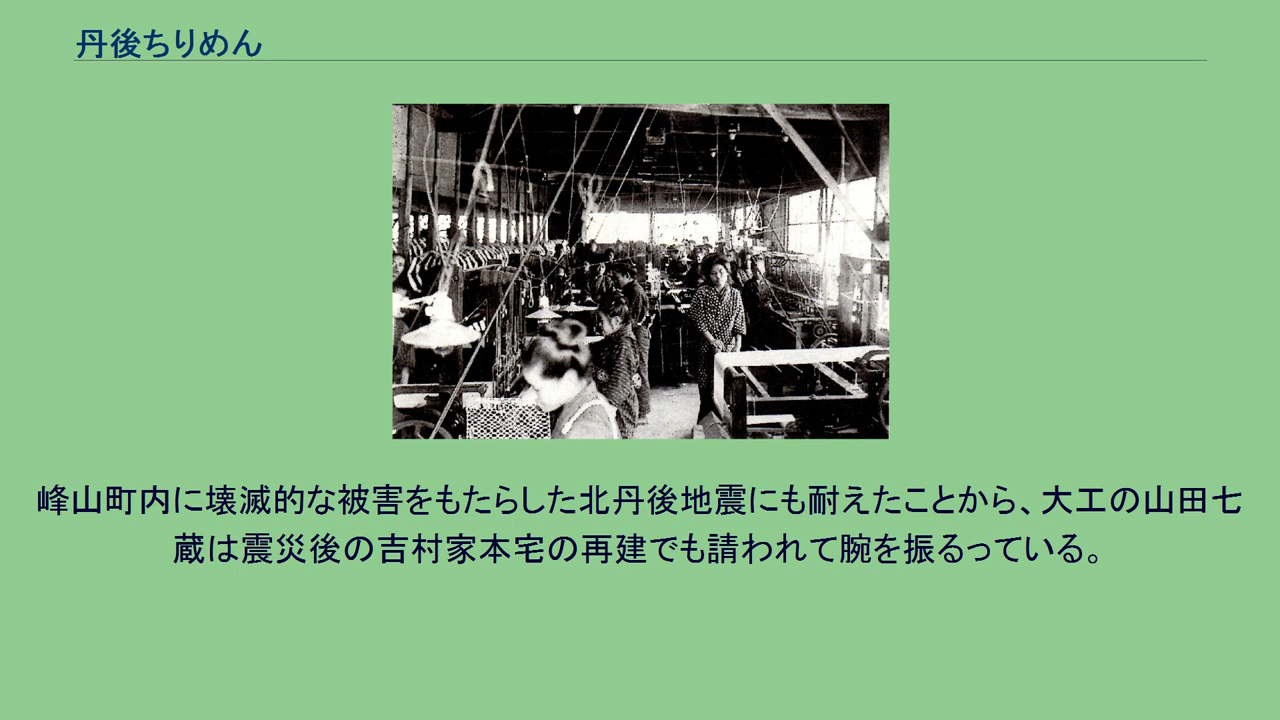 丹後ちりめん
峰山町内に壊滅的な被害をもたらした北丹後地震にも耐えたことから、大工の山田七
蔵は震災後の吉村家本宅の再建でも請われて腕を振るっている。